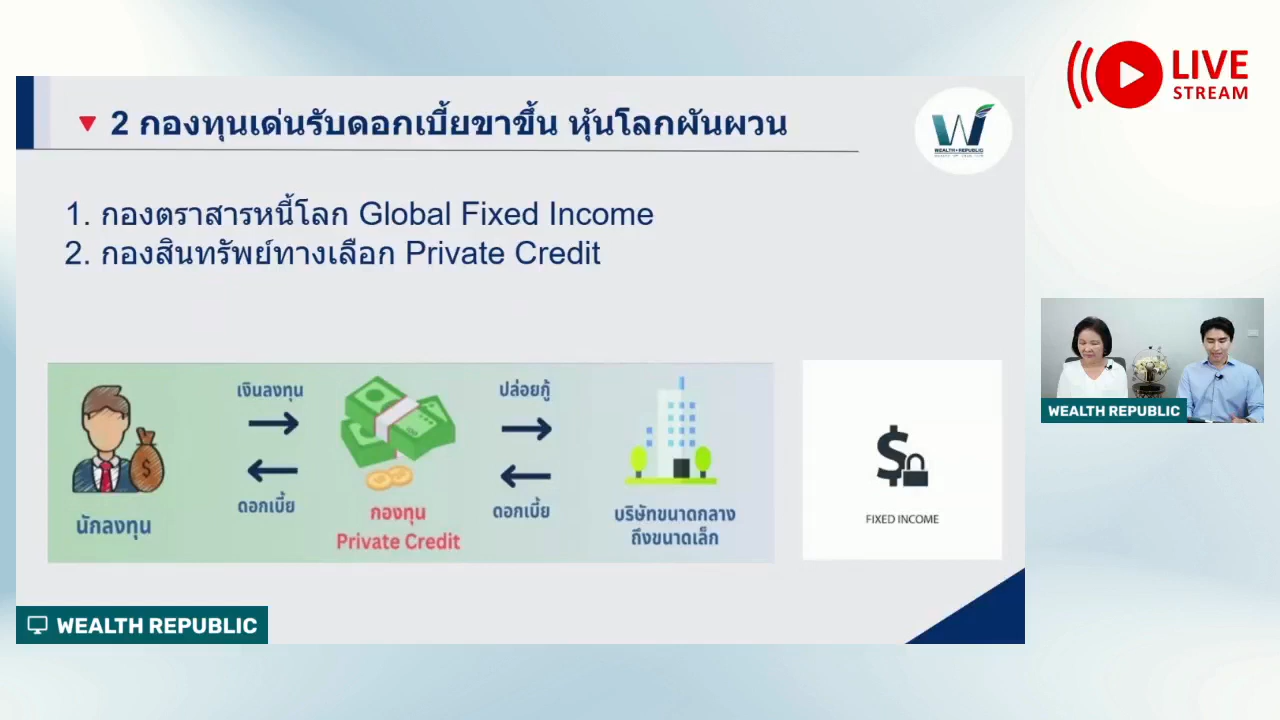 LIVE
STREAM
2 กองทุนเด่นรับดอกเบี้ยขาขึ้น หุ้นโลกผันผวน
WEALTH REPUBLIC
1. กองตราสารหนี้โลก Global Fixed Income
2. กองสินทรัพย์ทางเลือก Private Credit
เงินลงทุน
ปล่อยกู้
ดอกเบี้ย
ดอกเบี้ย
นักลงทุน
กองทุน
Private Credit
บริษัทขนาดกลาง
ถึงขนาดเล็ก
FIXED INCOME
WEALTH REPUBLIC
WEALTH REPUBLIC